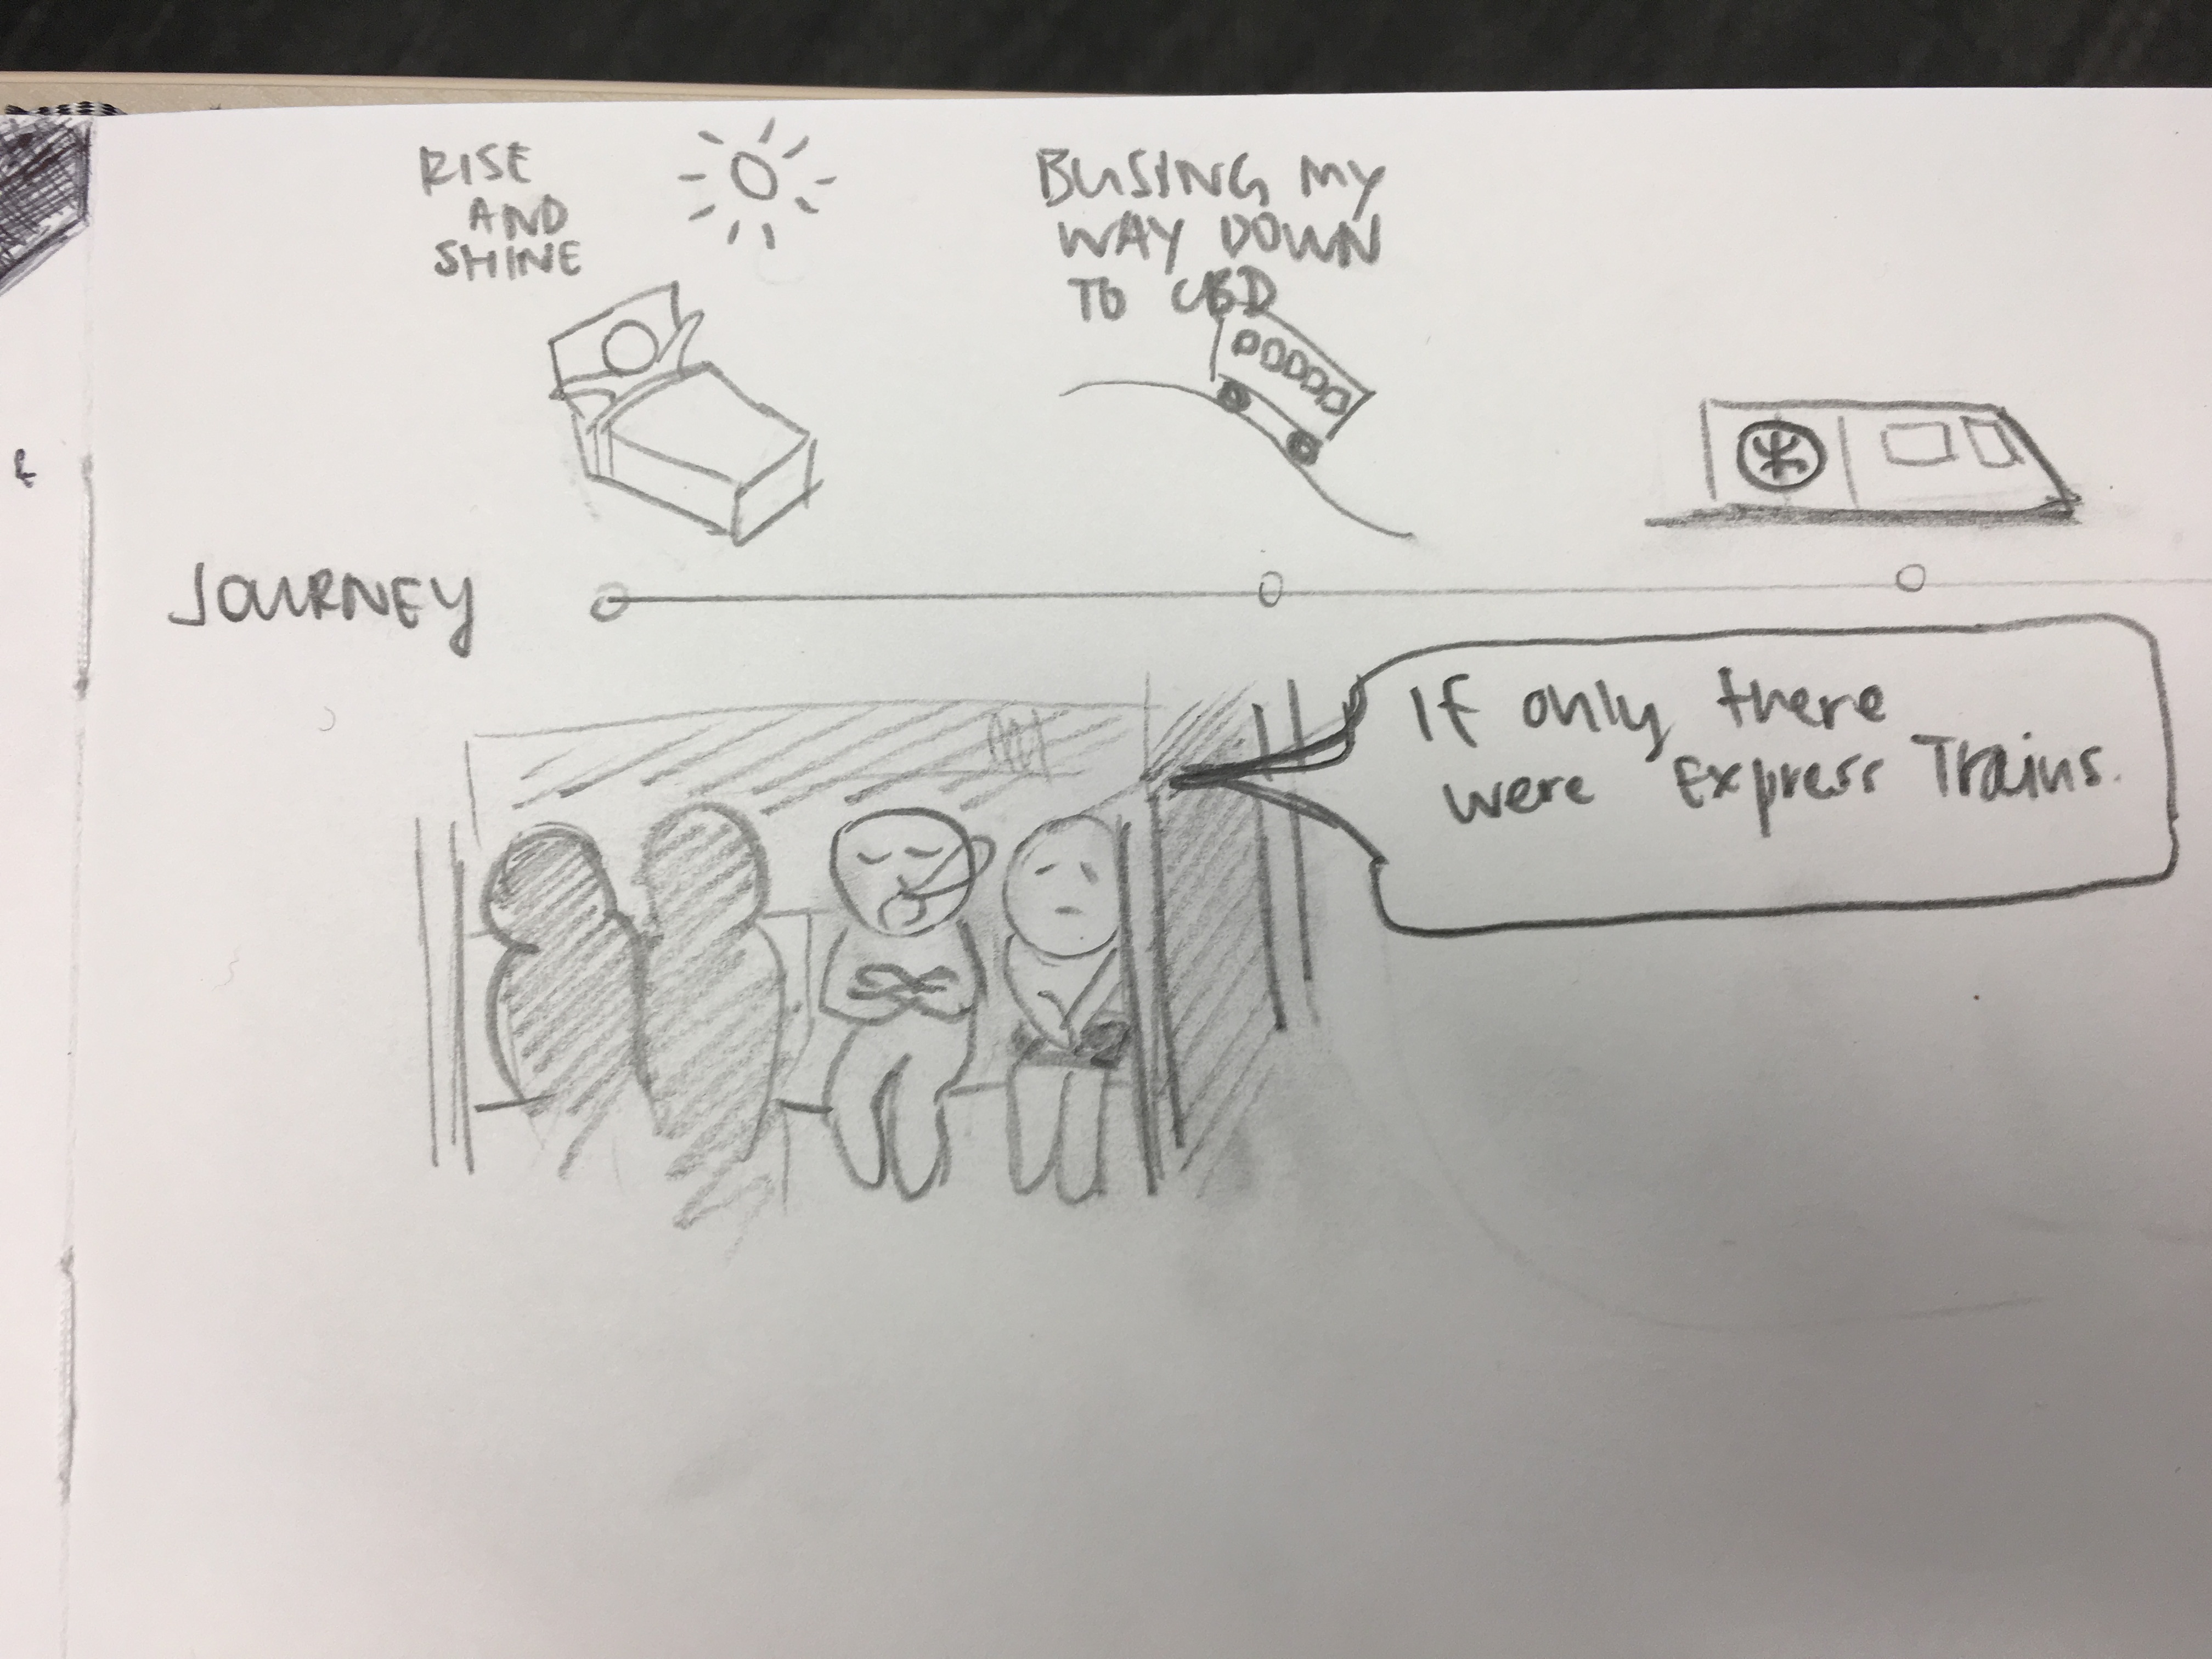 RISE
AND
SHINE
BUSING MY
WAY DOWN
TO CBD
JOURNEY
If only there
were Express Trains.